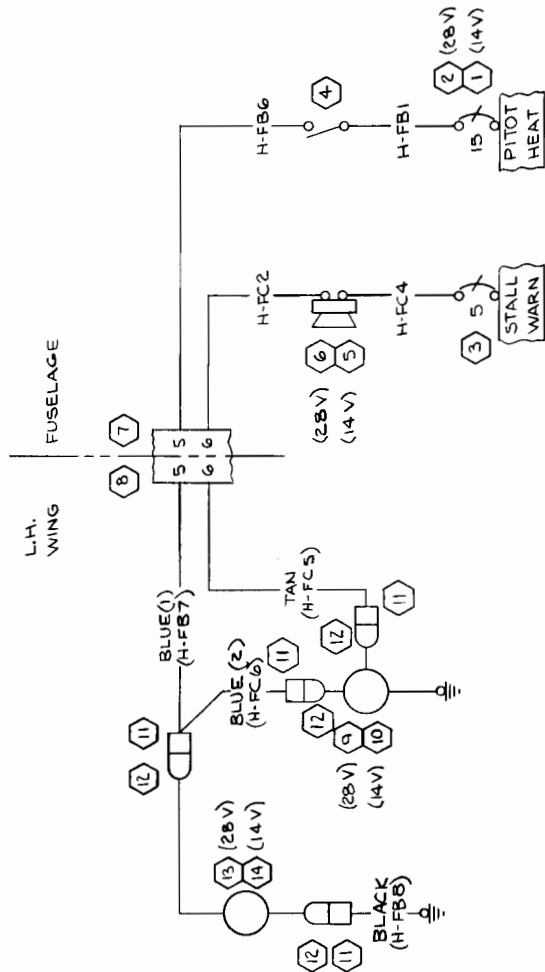 L.H.
WING
FUSELAGE
8
7
BLUE(1)
(H-FB7)
5
5
6
6
H-FB6
4
H-FB1
2
(28V)
1
(14V)
15
PITOT
HEAT
H-FC2
6
(28V)
5
(14V)
H-FC4
3
5
STALL
WARN
TAN
(H-FC5)
12
11
BLUE(2)
(H-FC6)
11
12
9
(28V)
10
(14V)
12
11
13
(28V)
14
(14V)
12
11
BLACK
(H-FB8)